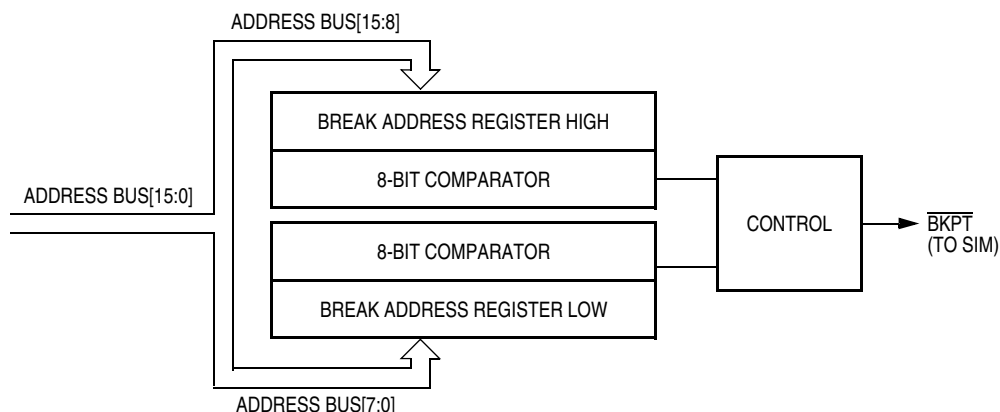 ADDRESS BUS[15:8]
BREAK ADDRESS REGISTER HIGH
8-BIT COMPARATOR
ADDRESS BUS[15:0]
8-BIT COMPARATOR
BREAK ADDRESS REGISTER LOW
CONTROL
BKPT
(TO SIM)
ADDRESS BUS[7:0]